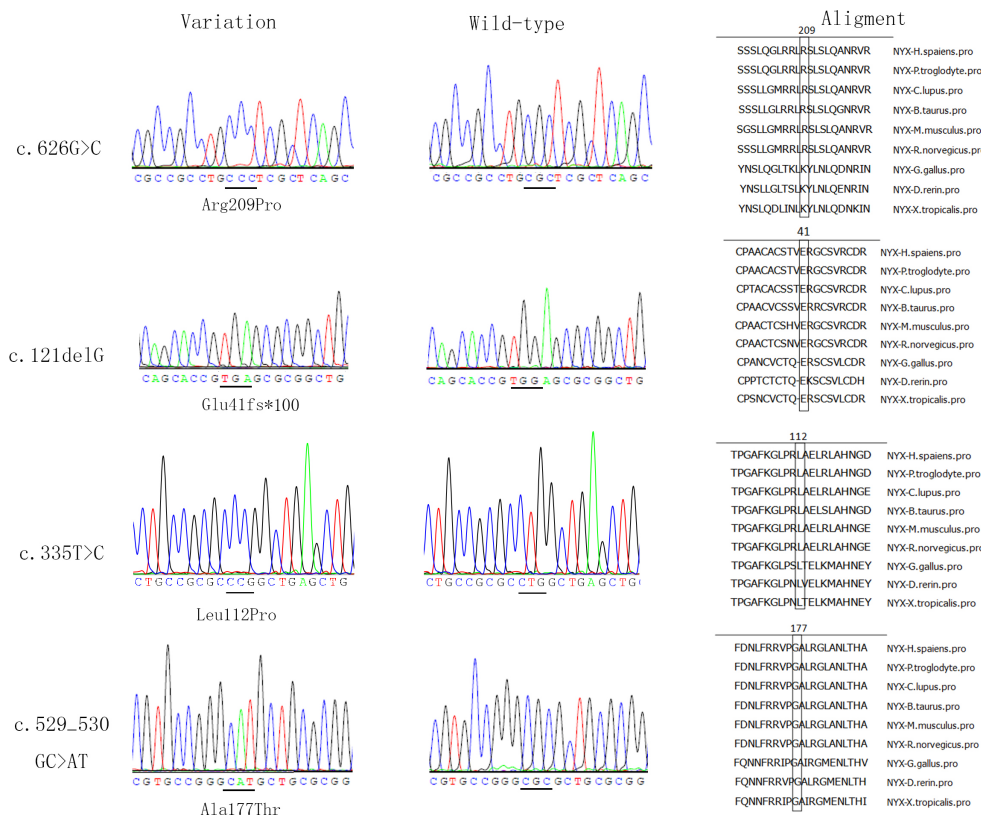 Variation
Wild-type
Aligment
c.626G>C
CGCCGCCTGCCCTCGCTCAGC
Arg209Pro
CGCCGCCTGCGCTCGCTCAGC
209
SSSLQGLRRLRSLSLQANRVR NYX-H.spaiens.pro
SSSLQGLRRLRSLSLQANRVR NYX-P.troglodyte.pro
SSSLLGMRRLRSLSLQANRVR NYX-C.lupus.pro
SSSLLGLRRLRSLSLQGNRVR NYX-B.taurus.pro
SGSLLGMRRLRSLSLQANRVR NYX-M.musculus.pro
SSSLLGMRRLRSLSLQANRVR NYX-R.norvegicus.pro
YNSLQGLTKLKYLNLQDNRIN NYX-G.gallus.pro
YNSLLGLTSLKYLNLQENRIN NYX-D.rerin.pro
YNSLQDLINLKYLNLQDNKIN NYX-X.tropicalis.pro
c.121delG
CAGCACCGTGAGCGCGGCTG
Glu41fs*100
CAGCACCGTGGAGCGCGGCTG
41
CPAACACSTVERGCSVRCDR NYX-H.spaiens.pro
CPAACACSTVERGCSVRCDR NYX-P.troglodyte.pro
CPTACACSSTERGCSVRCDR NYX-C.lupus.pro
CPAACVCSSVERRCSVRCDR NYX-B.taurus.pro
CPAACTCSHVERGCSVRCDR NYX-M.musculus.pro
CPAACTCSNVERGCSVRCDR NYX-R.norvegicus.pro
CPANCVCTQ-ERSCSVLCDR NYX-G.gallus.pro
CPPTCTCTQ-EKSCSVLCDH NYX-D.rerin.pro
CPSNCVCTQ-ERSCSVLCDR NYX-X.tropicalis.pro
c.335T>C
CTGCCGCGCCCGGCTGAGCTG
Leu112Pro
CTGCCGCGCCTGGCTGAGCTG
112
TPGAFKGLPRLAELRLAHNGD NYX-H.spaiens.pro
TPGAFKGLPRLAELRLAHNGD NYX-P.troglodyte.pro
TPGAFKGLPRLAELRLAHNGE NYX-C.lupus.pro
TPGAFKGLPRLAELSLAHNGD NYX-B.taurus.pro
TPGAFKGLPRLAELRLAHNGE NYX-M.musculus.pro
TPGAFKGLPRLAELRLAHNGE NYX-R.norvegicus.pro
TPGAFKGLPSLTELKMAHNEY NYX-G.gallus.pro
TPGAFKGLPNLVELKMAHNEY NYX-D.rerin.pro
TPGAFKGLPNLTELKMAHNEY NYX-X.tropicalis.pro
c.529_530
GC>AT
CGTGCCGGGCATGCTGCGCGG
Ala177Thr
CGTGCCGGGCGCGCTGCGCGG
177
FDNLFRRVPGALRGLANLTHA NYX-H.spaiens.pro
FDNLFRRVPGALRGLANLTHA NYX-P.troglodyte.pro
FDNLFRRVPGALRGLANLTHA NYX-C.lupus.pro
FDNLFRRVPGALRGLANLTHA NYX-B.taurus.pro
FDNLFRRVPGALRGLANLTHA NYX-M.musculus.pro
FDNLFRRVPGALRGLANLTHA NYX-R.norvegicus.pro
FQNNFRRIPGAIRGMENLTHV NYX-G.gallus.pro
FQNNFRRVPGALRGMENLTH NYX-D.rerin.pro
FQNNFRRIPGAIRGMENLTHI NYX-X.tropicalis.pro